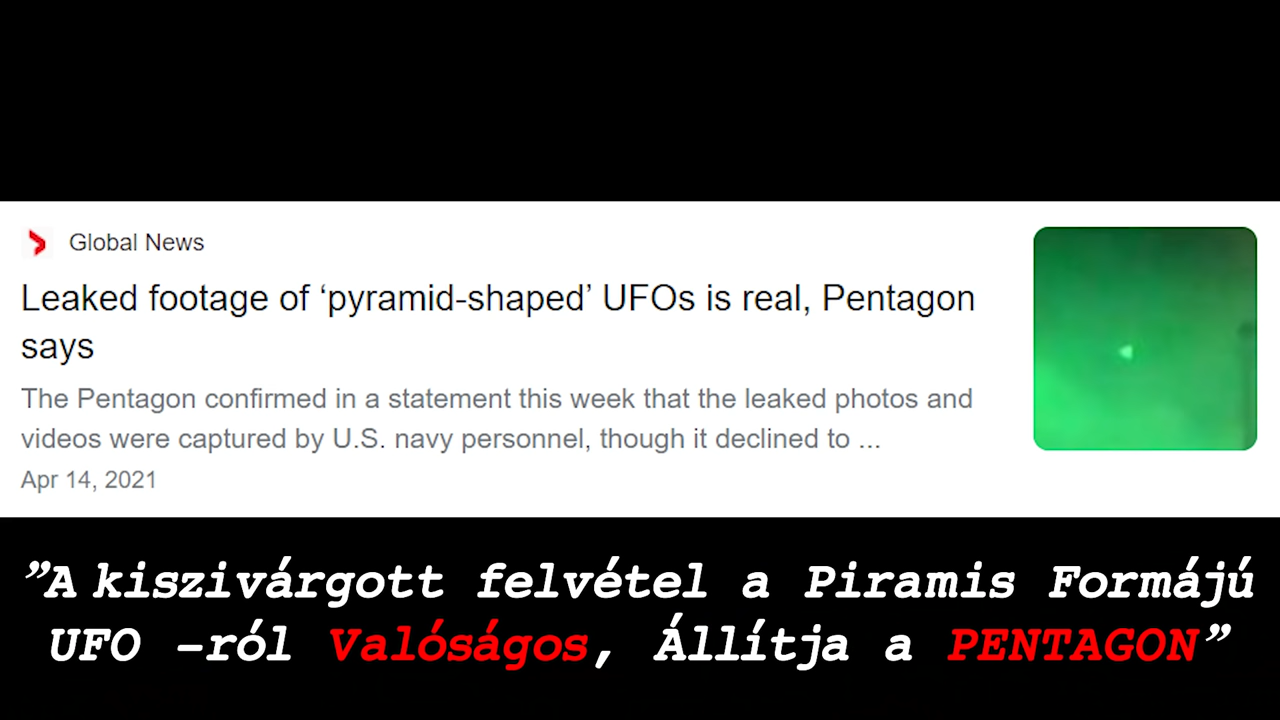 Global News
Leaked footage of ‘pyramid-shaped’ UFOs is real, Pentagon
says
The Pentagon confirmed in a statement this week that the leaked photos and
videos were captured by U.S. navy personnel, though it declined to ...
Apr 14, 2021
”A kiszivárgott felvétel a Piramis Formájú
UFO –ról Valóságos, Állítja a PENTAGON”